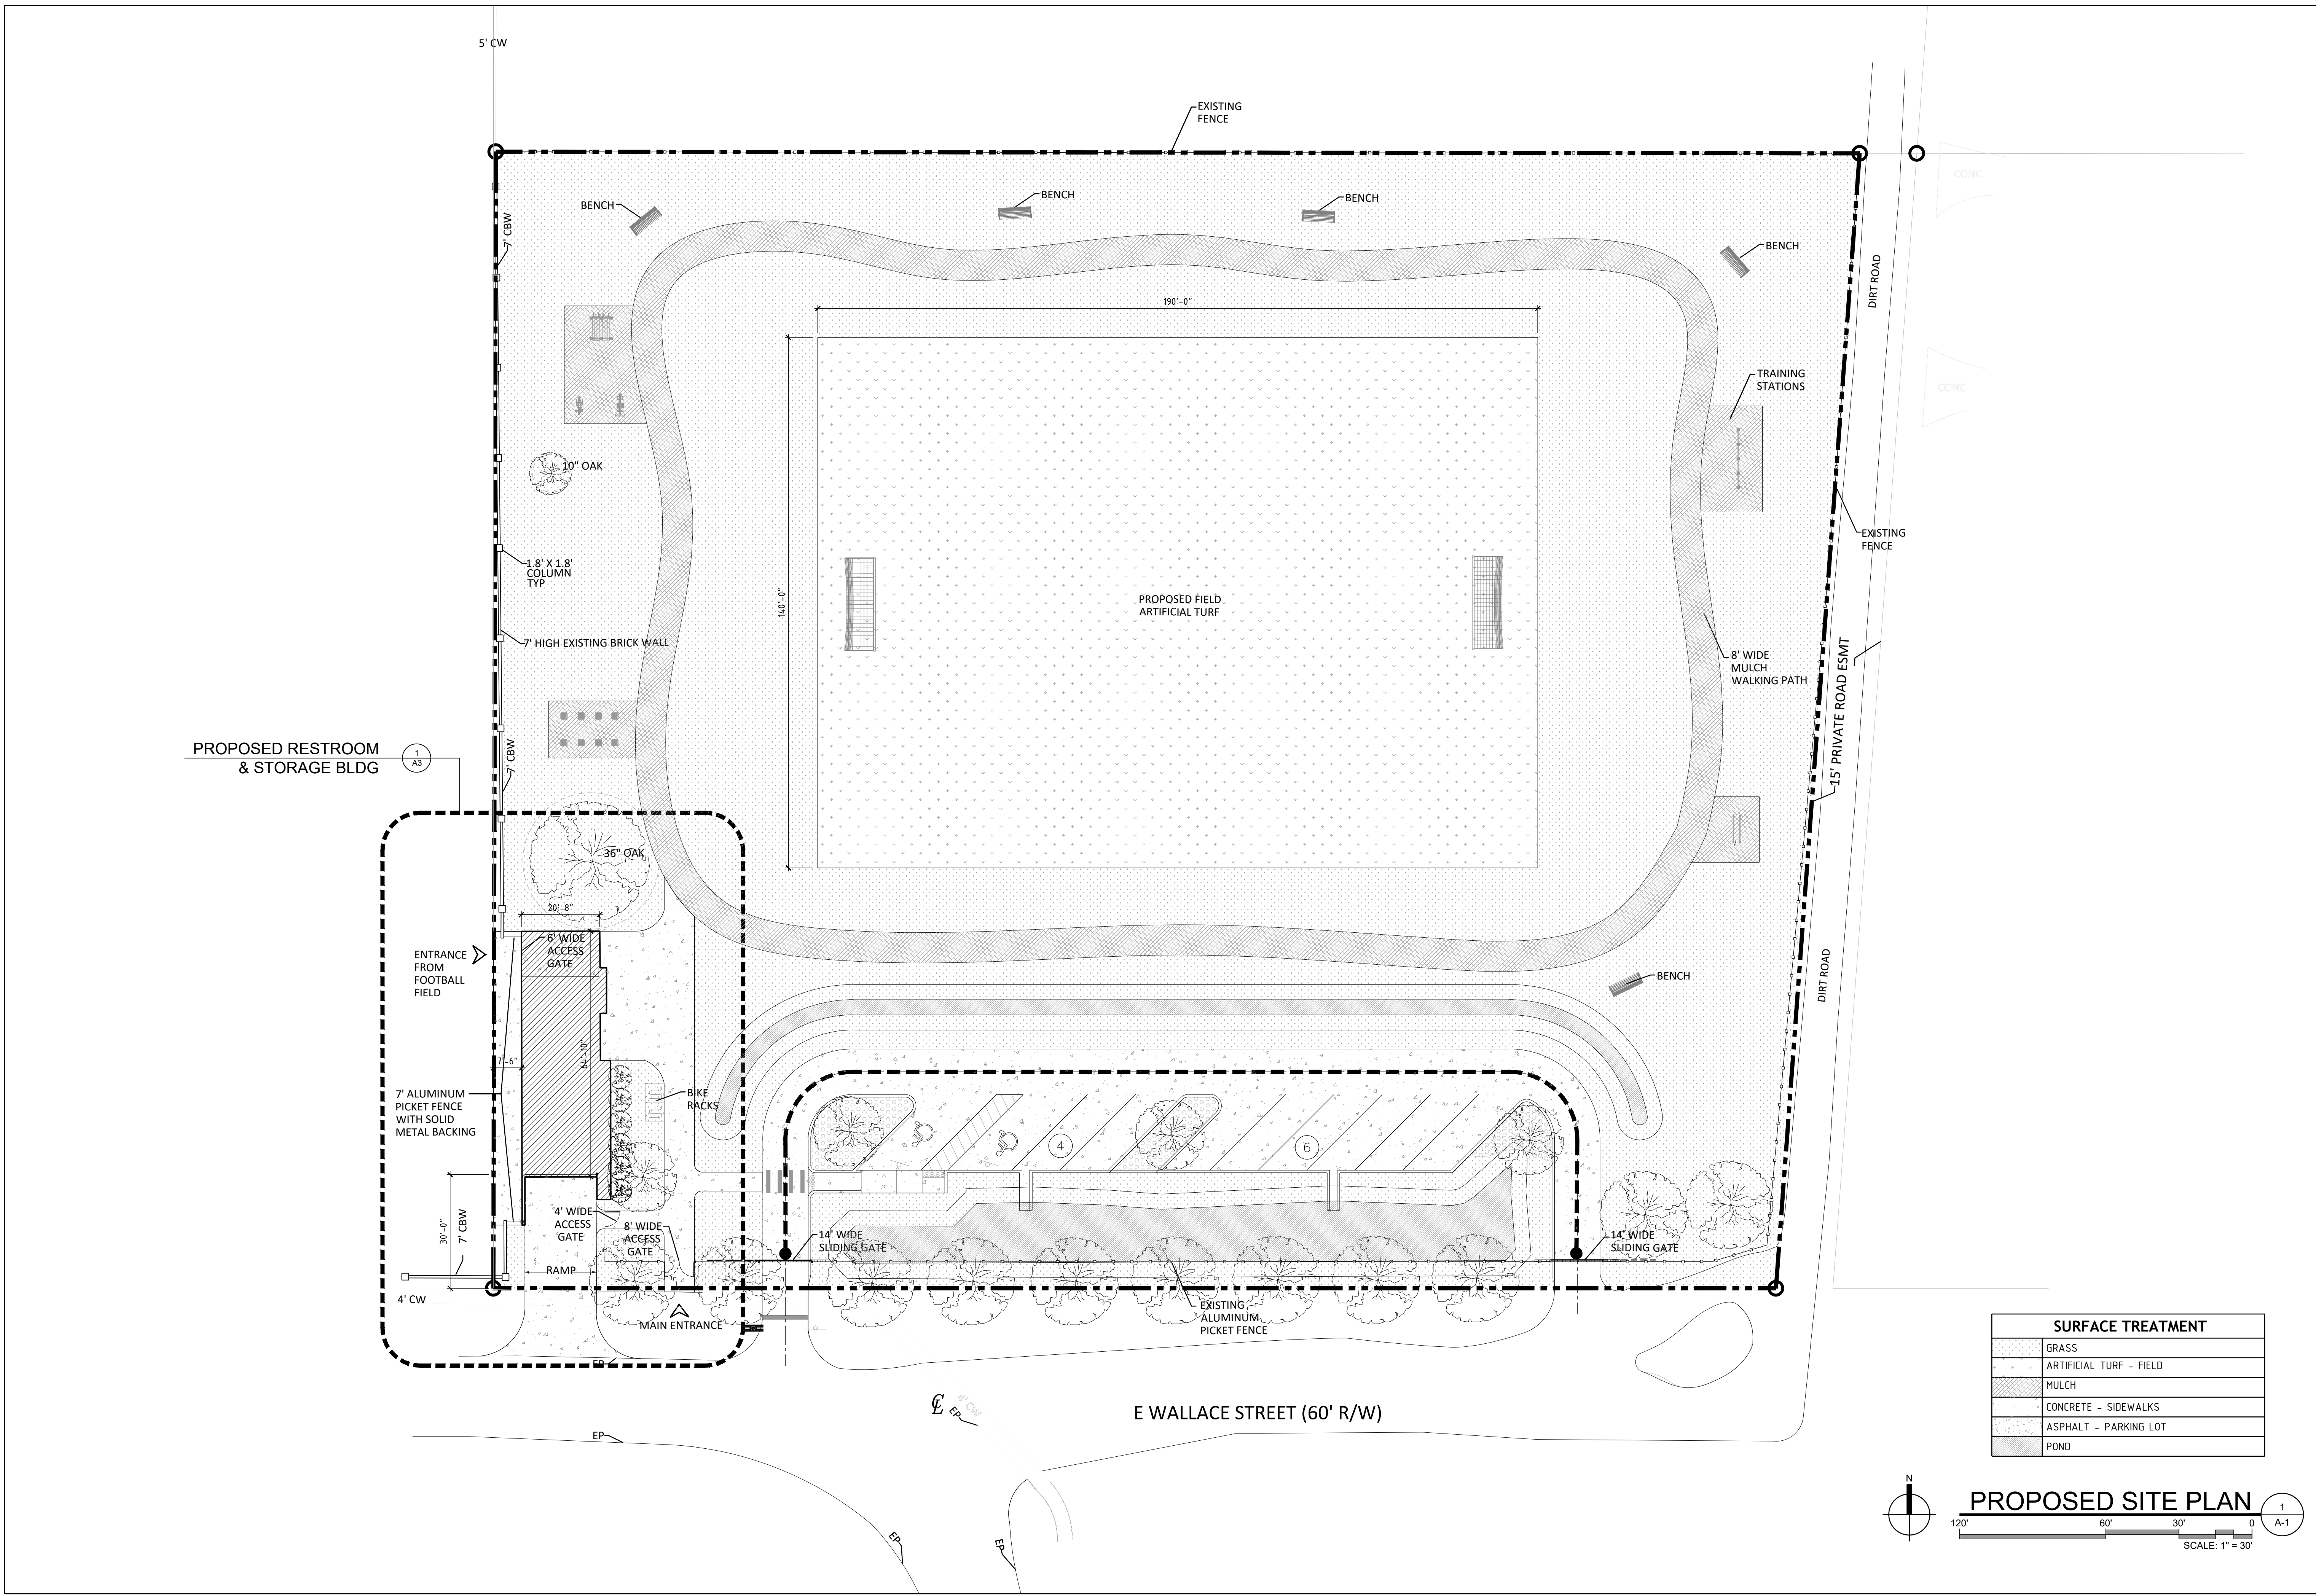 5' CW
EXISTING
FENCE
CONC
BENCH
BENCH
BENCH
BENCH
7' CBW
DIRT ROAD
190'-0"
CONC
TRAINING
STATIONS
10" OAK
EXISTING
FENCE
1.8' X 1.8'
COLUMN
TYP
140'-0"
PROPOSED FIELD
ARTIFICIAL TURF
7' HIGH EXISTING BRICK WALL
8' WIDE
MULCH
WALKING PATH
15' PRIVATE ROAD ESMT
PROPOSED RESTROOM
& STORAGE BLDG
1
A3
7' CBW
36" OAK
20'-8"
6' WIDE
ACCESS
GATE
ENTRANCE
FROM
FOOTBALL
FIELD
BENCH
DIRT ROAD
7'-6"
64'-10"
7' ALUMINUM
PICKET FENCE
WITH SOLID
METAL BACKING
BIKE
RACKS
4
6
30'-0"
7' CBW
4' WIDE
ACCESS
GATE
8' WIDE
ACCESS
GATE
14' WIDE
SLIDING GATE
14' WIDE
SLIDING GATE
RAMP
4' CW
MAIN ENTRANCE
EXISTING
ALUMINUM
PICKET FENCE
EP
CL
EP
4' CW
E WALLACE STREET (60' R/W)
EP
EP
EP
SURFACE TREATMENT
GRASS
ARTIFICIAL TURF - FIELD
MULCH
CONCRETE - SIDEWALKS
ASPHALT - PARKING LOT
POND
N
PROPOSED SITE PLAN
1
A-1
120' 60' 30' 0
SCALE: 1" = 30'